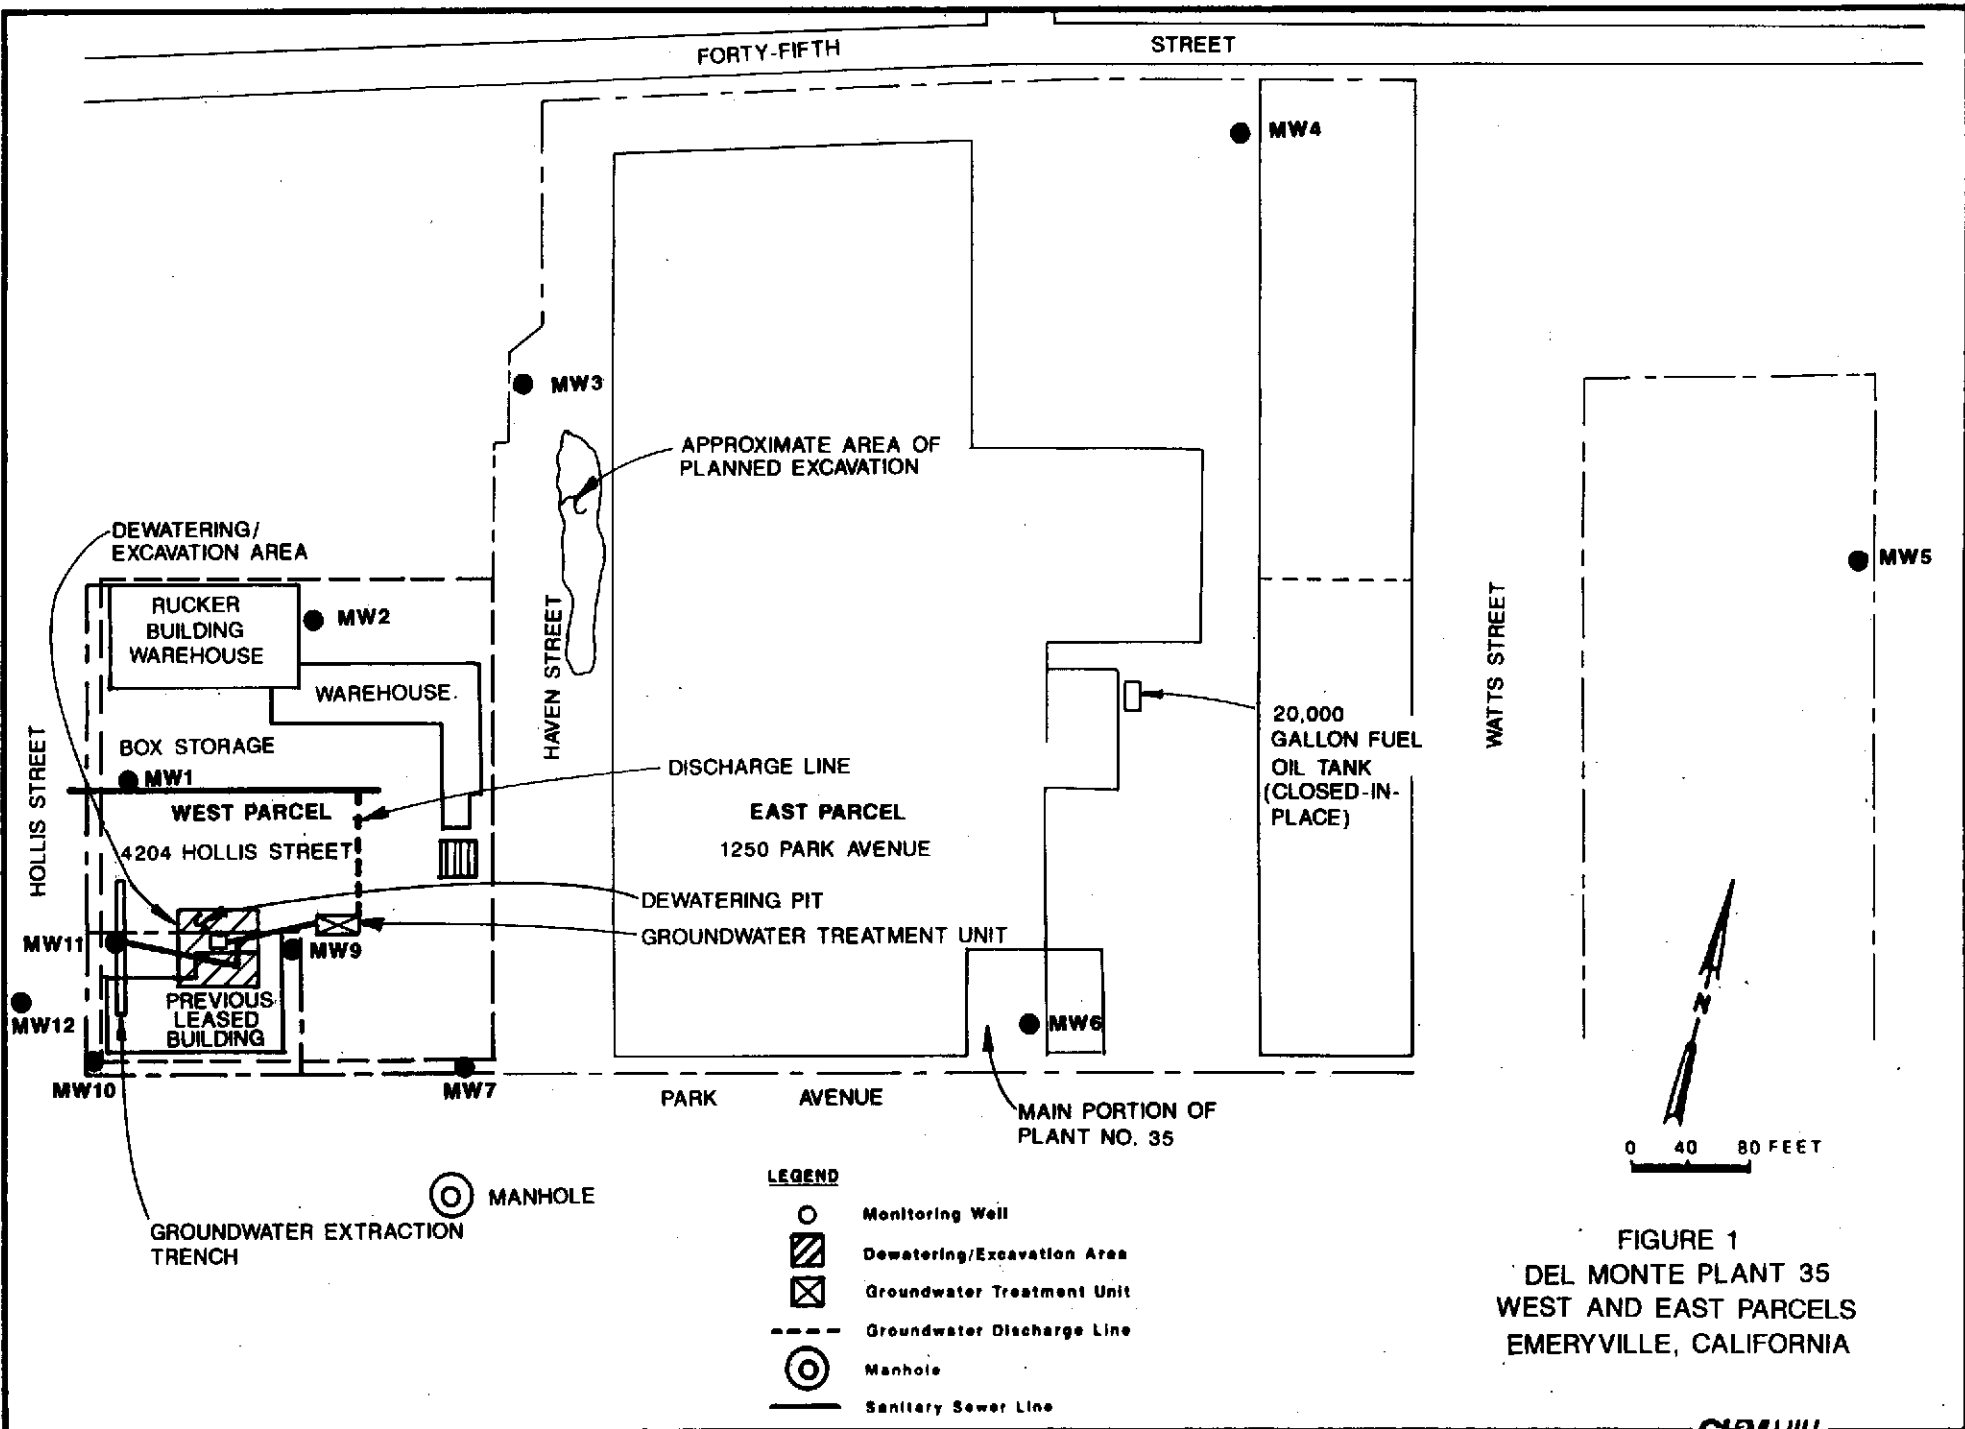 FORTY-FIFTH STREET
MW4
MW3
APPROXIMATE AREA OF
PLANNED EXCAVATION
DEWATERING/
EXCAVATION AREA
MW5
RUCKER
BUILDING
WAREHOUSE
MW2
HAVEN STREET
WATTS STREET
WAREHOUSE
20,000
GALLON FUEL
OIL TANK
(CLOSED-IN-
PLACE)
HOLLIS STREET
BOX STORAGE
MW1
DISCHARGE LINE
WEST PARCEL
4204 HOLLIS STREET
EAST PARCEL
1250 PARK AVENUE
DEWATERING PIT
GROUNDWATER TREATMENT UNIT
MW11
MW9
PREVIOUS
LEASED
BUILDING
MW12
MW6
MW10
MW7
PARK AVENUE
MAIN PORTION OF
PLANT NO. 35
N
0 40 80 FEET
MANHOLE
GROUNDWATER EXTRACTION
TRENCH
LEGEND
Monitoring Well
Dewatering/Excavation Area
Groundwater Treatment Unit
Groundwater Discharge Line
Manhole
Sanitary Sewer Line
FIGURE 1
DEL MONTE PLANT 35
WEST AND EAST PARCELS
EMERYVILLE, CALIFORNIA